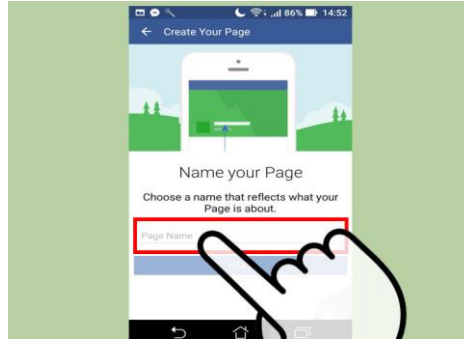 86% 14:52
Create Your Page
Name your Page
Choose a name that reflects what your
Page is about.
Page Name